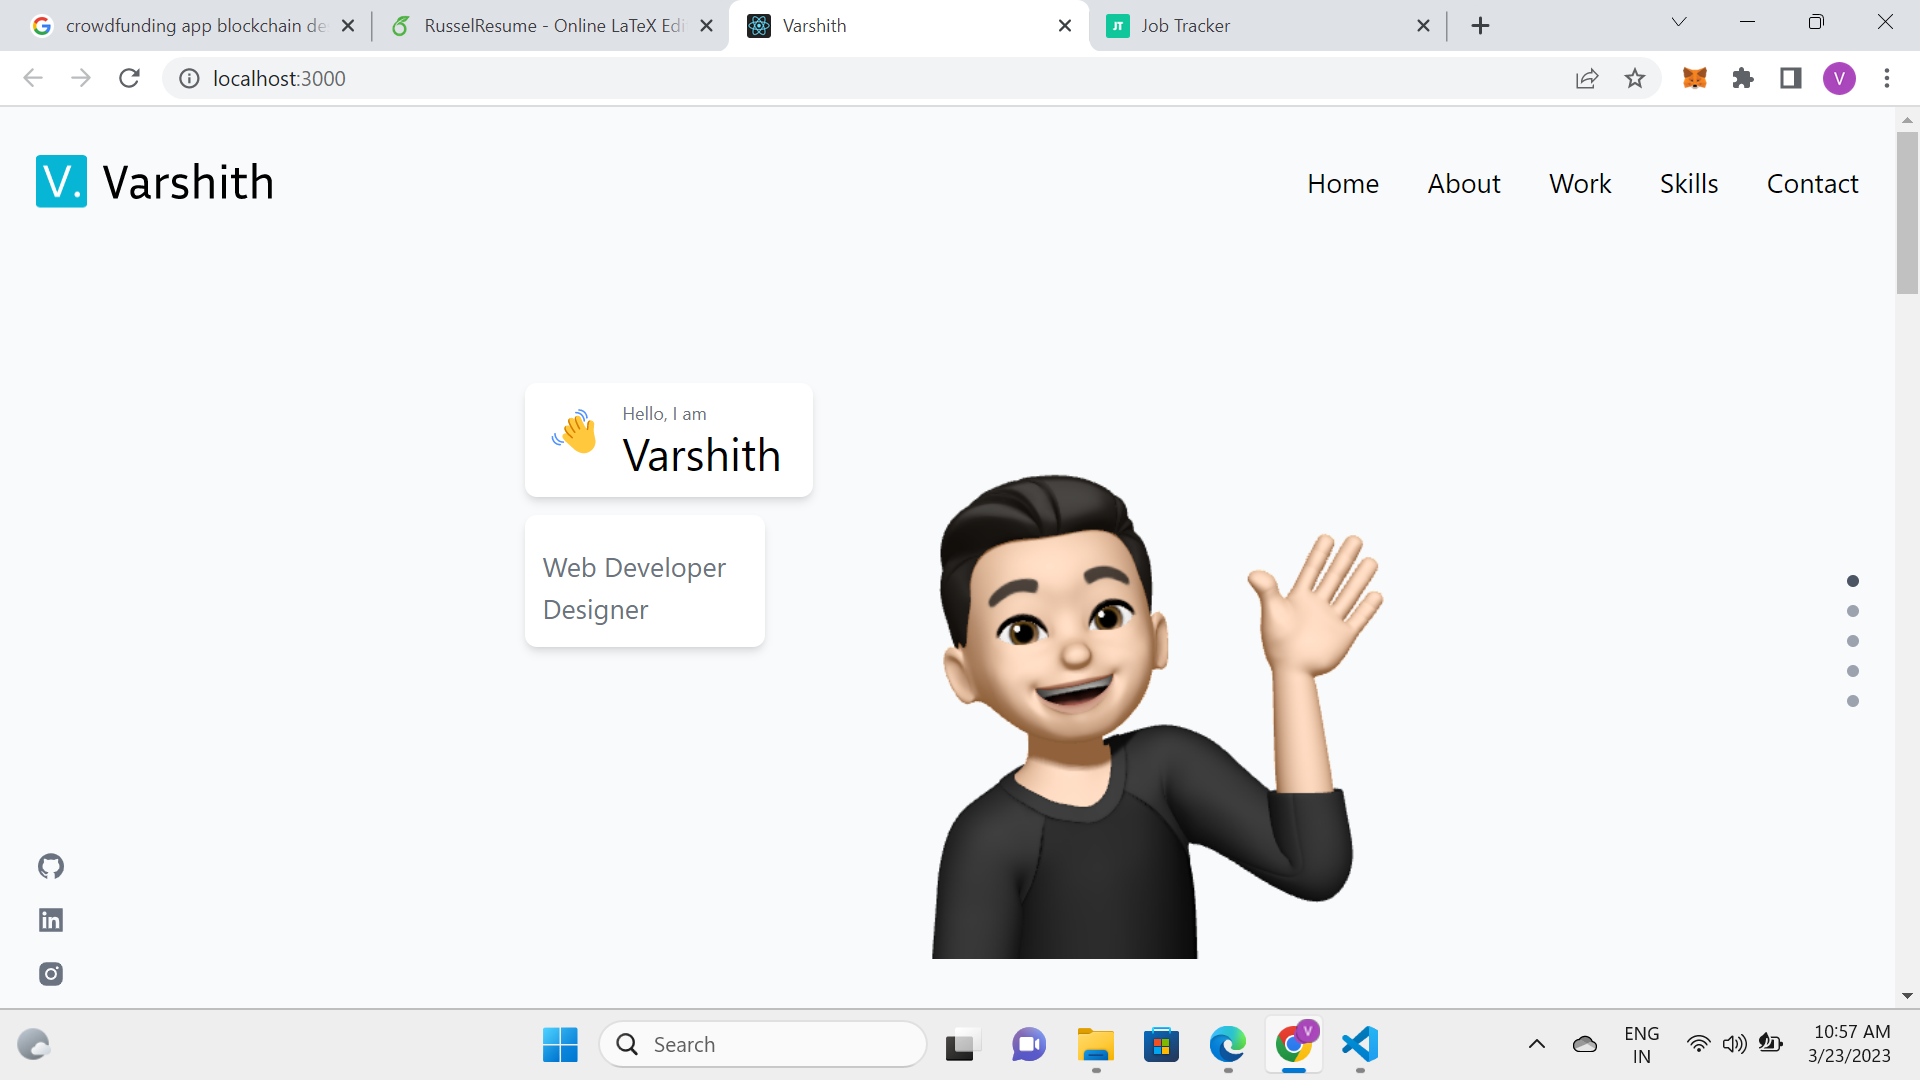 crowdfunding app blockchain de
RusselResume - Online LaTeX Edi
Varshith
JT Job Tracker
localhost:3000
V
V. Varshith
Home About Work Skills Contact
Hello, I am
Varshith
Web Developer
Designer
Search
V
ENG
IN
10:57 AM
3/23/2023